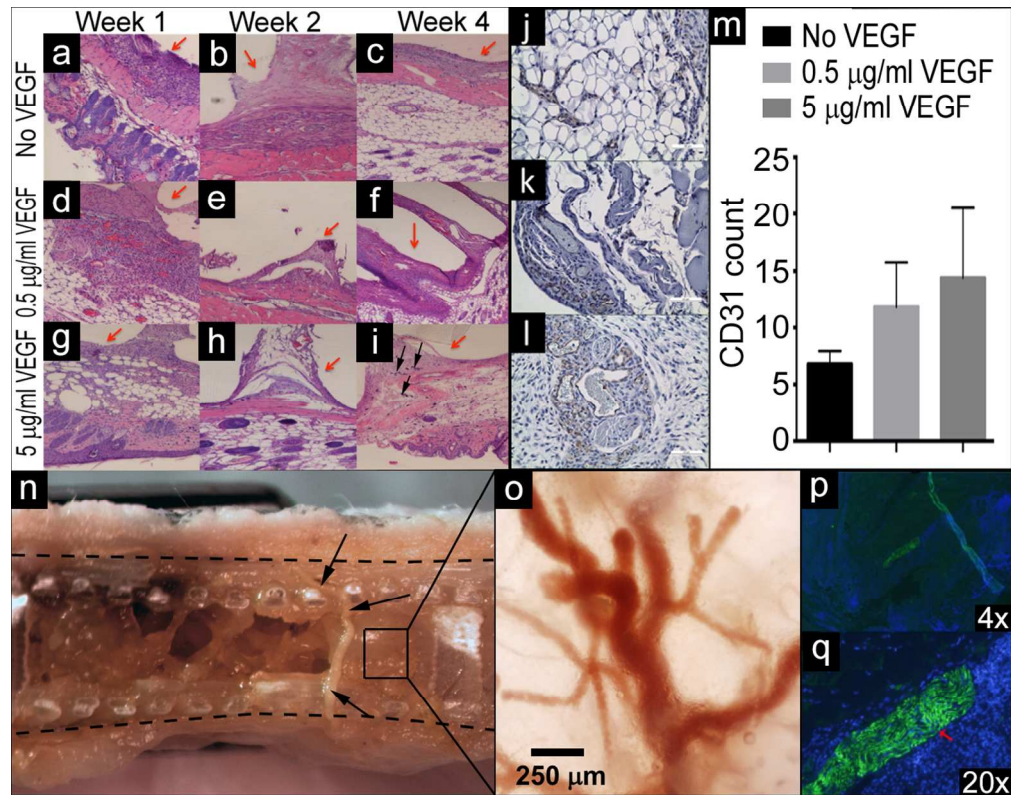 Week 1 Week 2 Week 4
No VEGF
0.5 µg/ml VEGF
5 µg/ml VEGF
a
b
c
d
e
f
g
h
i
j
k
l
m
No VEGF
0.5 µg/ml VEGF
5 µg/ml VEGF
CD31 count
25
20
15
10
5
0
n
o
250 µm
p
4x
q
20x